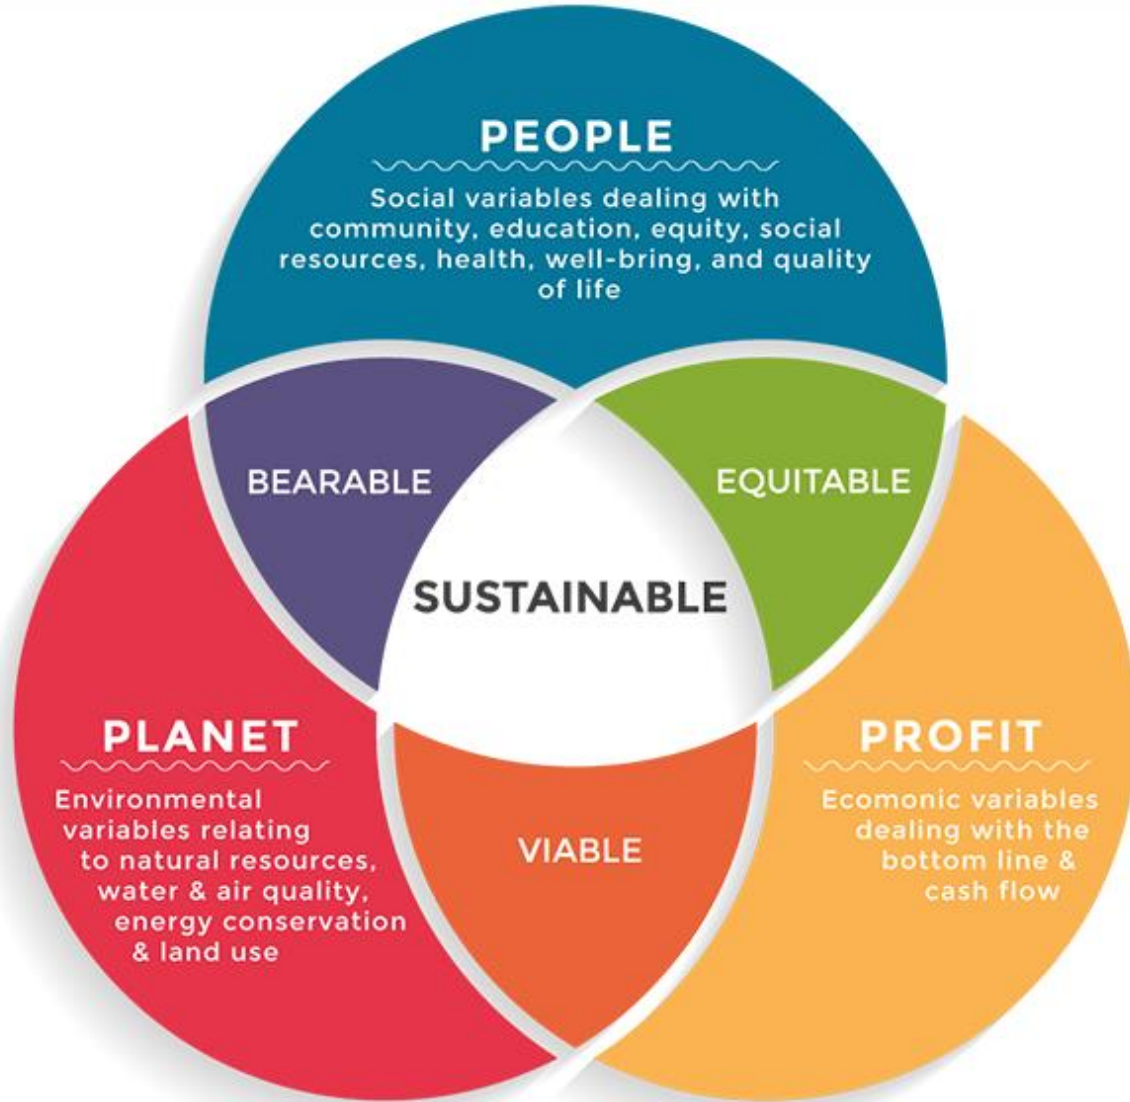 PEOPLE
Social variables dealing with
community, education, equity, social
resources, health, well-bring, and quality
of life
BEARABLE
EQUITABLE
SUSTAINABLE
PLANET
Environmental
variables relating
to natural resources,
water & air quality,
energy conservation
& land use
VIABLE
PROFIT
Ecomonic variables
dealing with the
bottom line &
cash flow